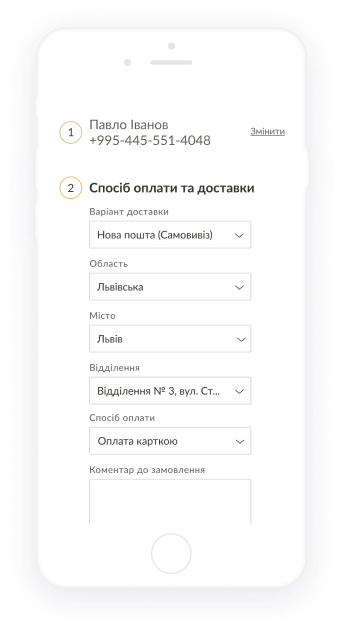 1
Павло Іванов
+995-445-551-4048
Змінити
2
Спосіб оплати та доставки
Варіант доставки
Нова пошта (Самовивіз)
Область
Львівська
Місто
Львів
Відділення
Відділення № 3, вул. Ст...
Спосіб оплати
Оплата карткою
Коментар до замовлення